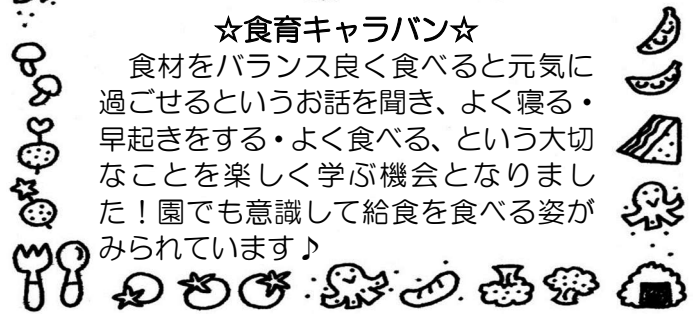 ☆食育キャラバン☆
　食材をバランス良く食べると元気に
過ごせるというお話を聞き、よく寝る・
早起きをする・よく食べる、という大切
なことを楽しく学ぶ機会となりまし
た！園でも意識して給食を食べる姿が
みられています♪